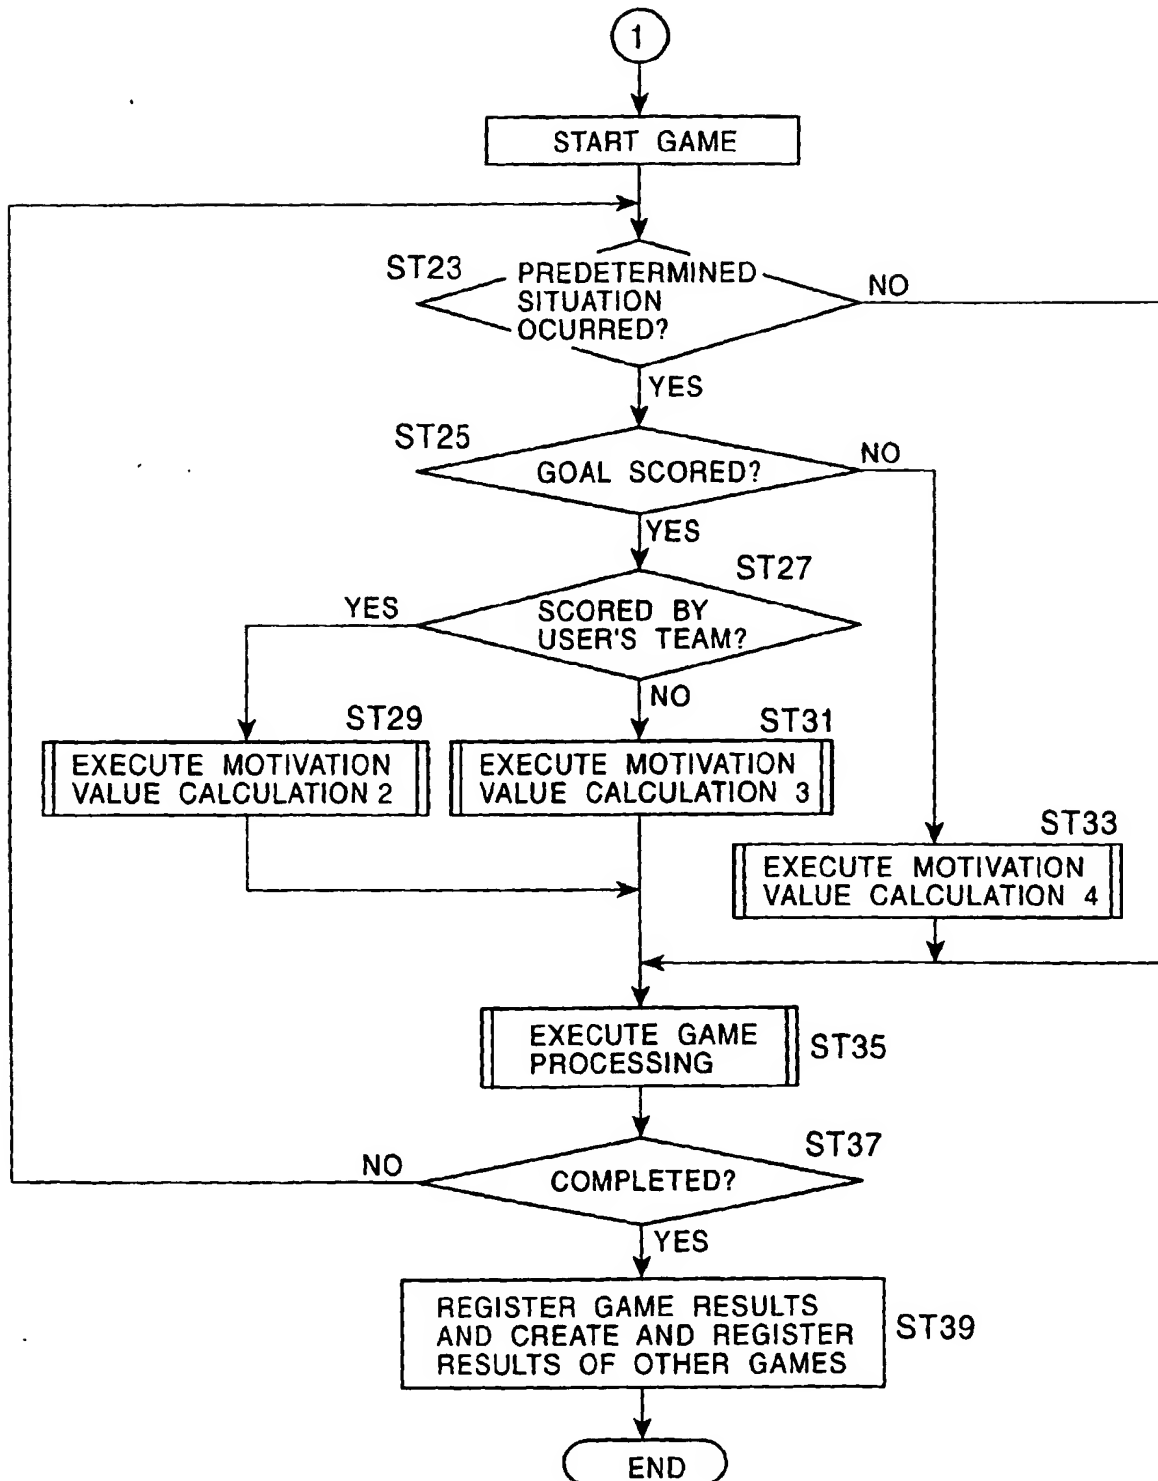 1
START GAME
ST23
PREDETERMINED
SITUATION
OCURRED?
NO
YES
ST25
GOAL SCORED?
NO
YES
ST27
YES
SCORED BY
USER'S TEAM?
NO
ST29
EXECUTE MOTIVATION
VALUE CALCULATION 2
ST31
EXECUTE MOTIVATION
VALUE CALCULATION 3
ST33
EXECUTE MOTIVATION
VALUE CALCULATION 4
EXECUTE GAME
PROCESSING
ST35
ST37
NO
COMPLETED?
YES
REGISTER GAME RESULTS
AND CREATE AND REGISTER
RESULTS OF OTHER GAMES
ST39
END